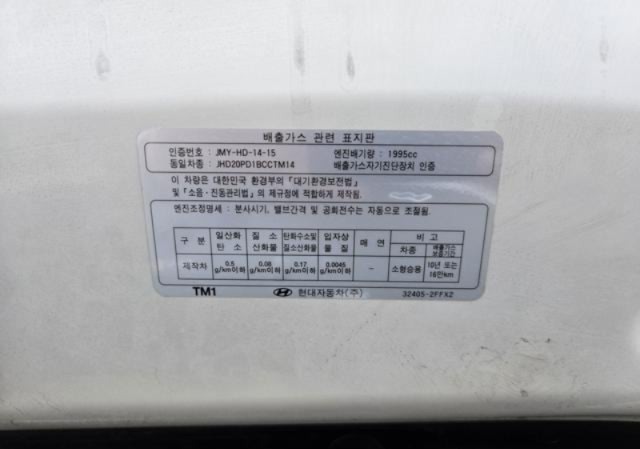 배출가스 관련 표지판
인증번호 : JMY-HD-14-15 엔진배기량 : 1995cc
동일차종 : JHD20PD1BCCTM14 배출가스자기진단장치 인증
이 차량은 대한민국 환경부의 『대기환경보전법』
및 『소음·진동관리법』의 제규정에 적합하게 제작됨.
엔진조정명세 : 분사시기, 밸브간격 및 공회전수는 자동으로 조절됨.
구 분 일산화탄소 질소산화물 탄화수소및질소산화물 입자상물질 매 연 비 고
차종 배출가스보증기간
제작차 0.5g/km이하 0.08g/km이하 0.17g/km이하 0.0045g/km이하 - 소형승용 10년 또는 16만km
TM1 현대자동차(주) 32405-2FFX2